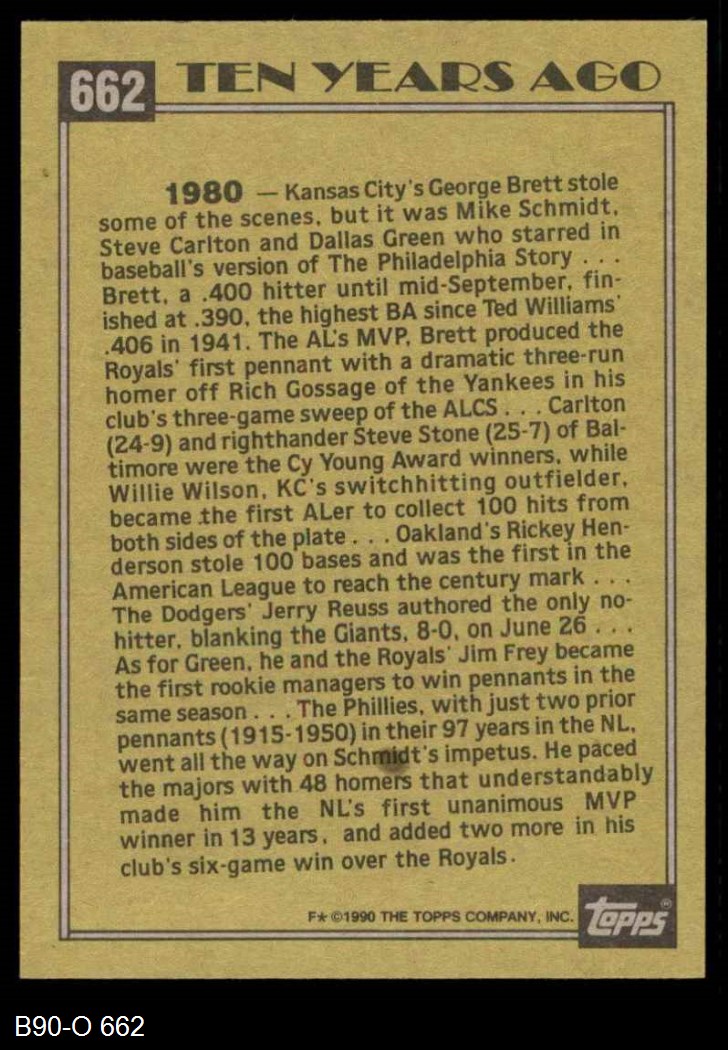 662
TEN YEARS AGO
1980 — Kansas City's George Brett stole
some of the scenes, but it was Mike Schmidt,
Steve Carlton and Dallas Green who starred in
baseball's version of The Philadelphia Story . . .
Brett, a .400 hitter until mid-September, fin-
ished at .390, the highest BA since Ted Williams'
.406 in 1941. The AL's MVP, Brett produced the
Royals' first pennant with a dramatic three-run
homer off Rich Gossage of the Yankees in his
club's three-game sweep of the ALCS . . . Carlton
(24-9) and righthander Steve Stone (25-7) of Bal-
timore were the Cy Young Award winners, while
Willie Wilson, KC's switchhitting outfielder,
became the first ALer to collect 100 hits from
both sides of the plate . . . Oakland's Rickey Hen-
derson stole 100 bases and was the first in the
American League to reach the century mark . . .
The Dodgers' Jerry Reuss authored the only no-
hitter, blanking the Giants, 8-0, on June 26 . . .
As for Green, he and the Royals' Jim Frey became
the first rookie managers to win pennants in the
same season . . . The Phillies, with just two prior
pennants (1915-1950) in their 97 years in the NL,
went all the way on Schmidt's impetus. He paced
the majors with 48 homers that understandably
made him the NL's first unanimous MVP
winner in 13 years, and added two more in his
club's six-game win over the Royals.
F* ©1990 THE TOPPS COMPANY, INC.
topps®
B90-O 662